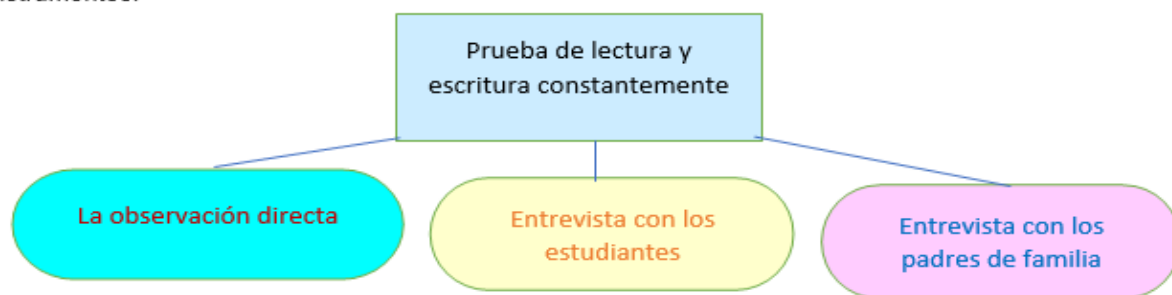 Prueba de lectura y
escritura constantemente
La observación directa
Entrevista con los
estudiantes
Entrevista con los
padres de familia